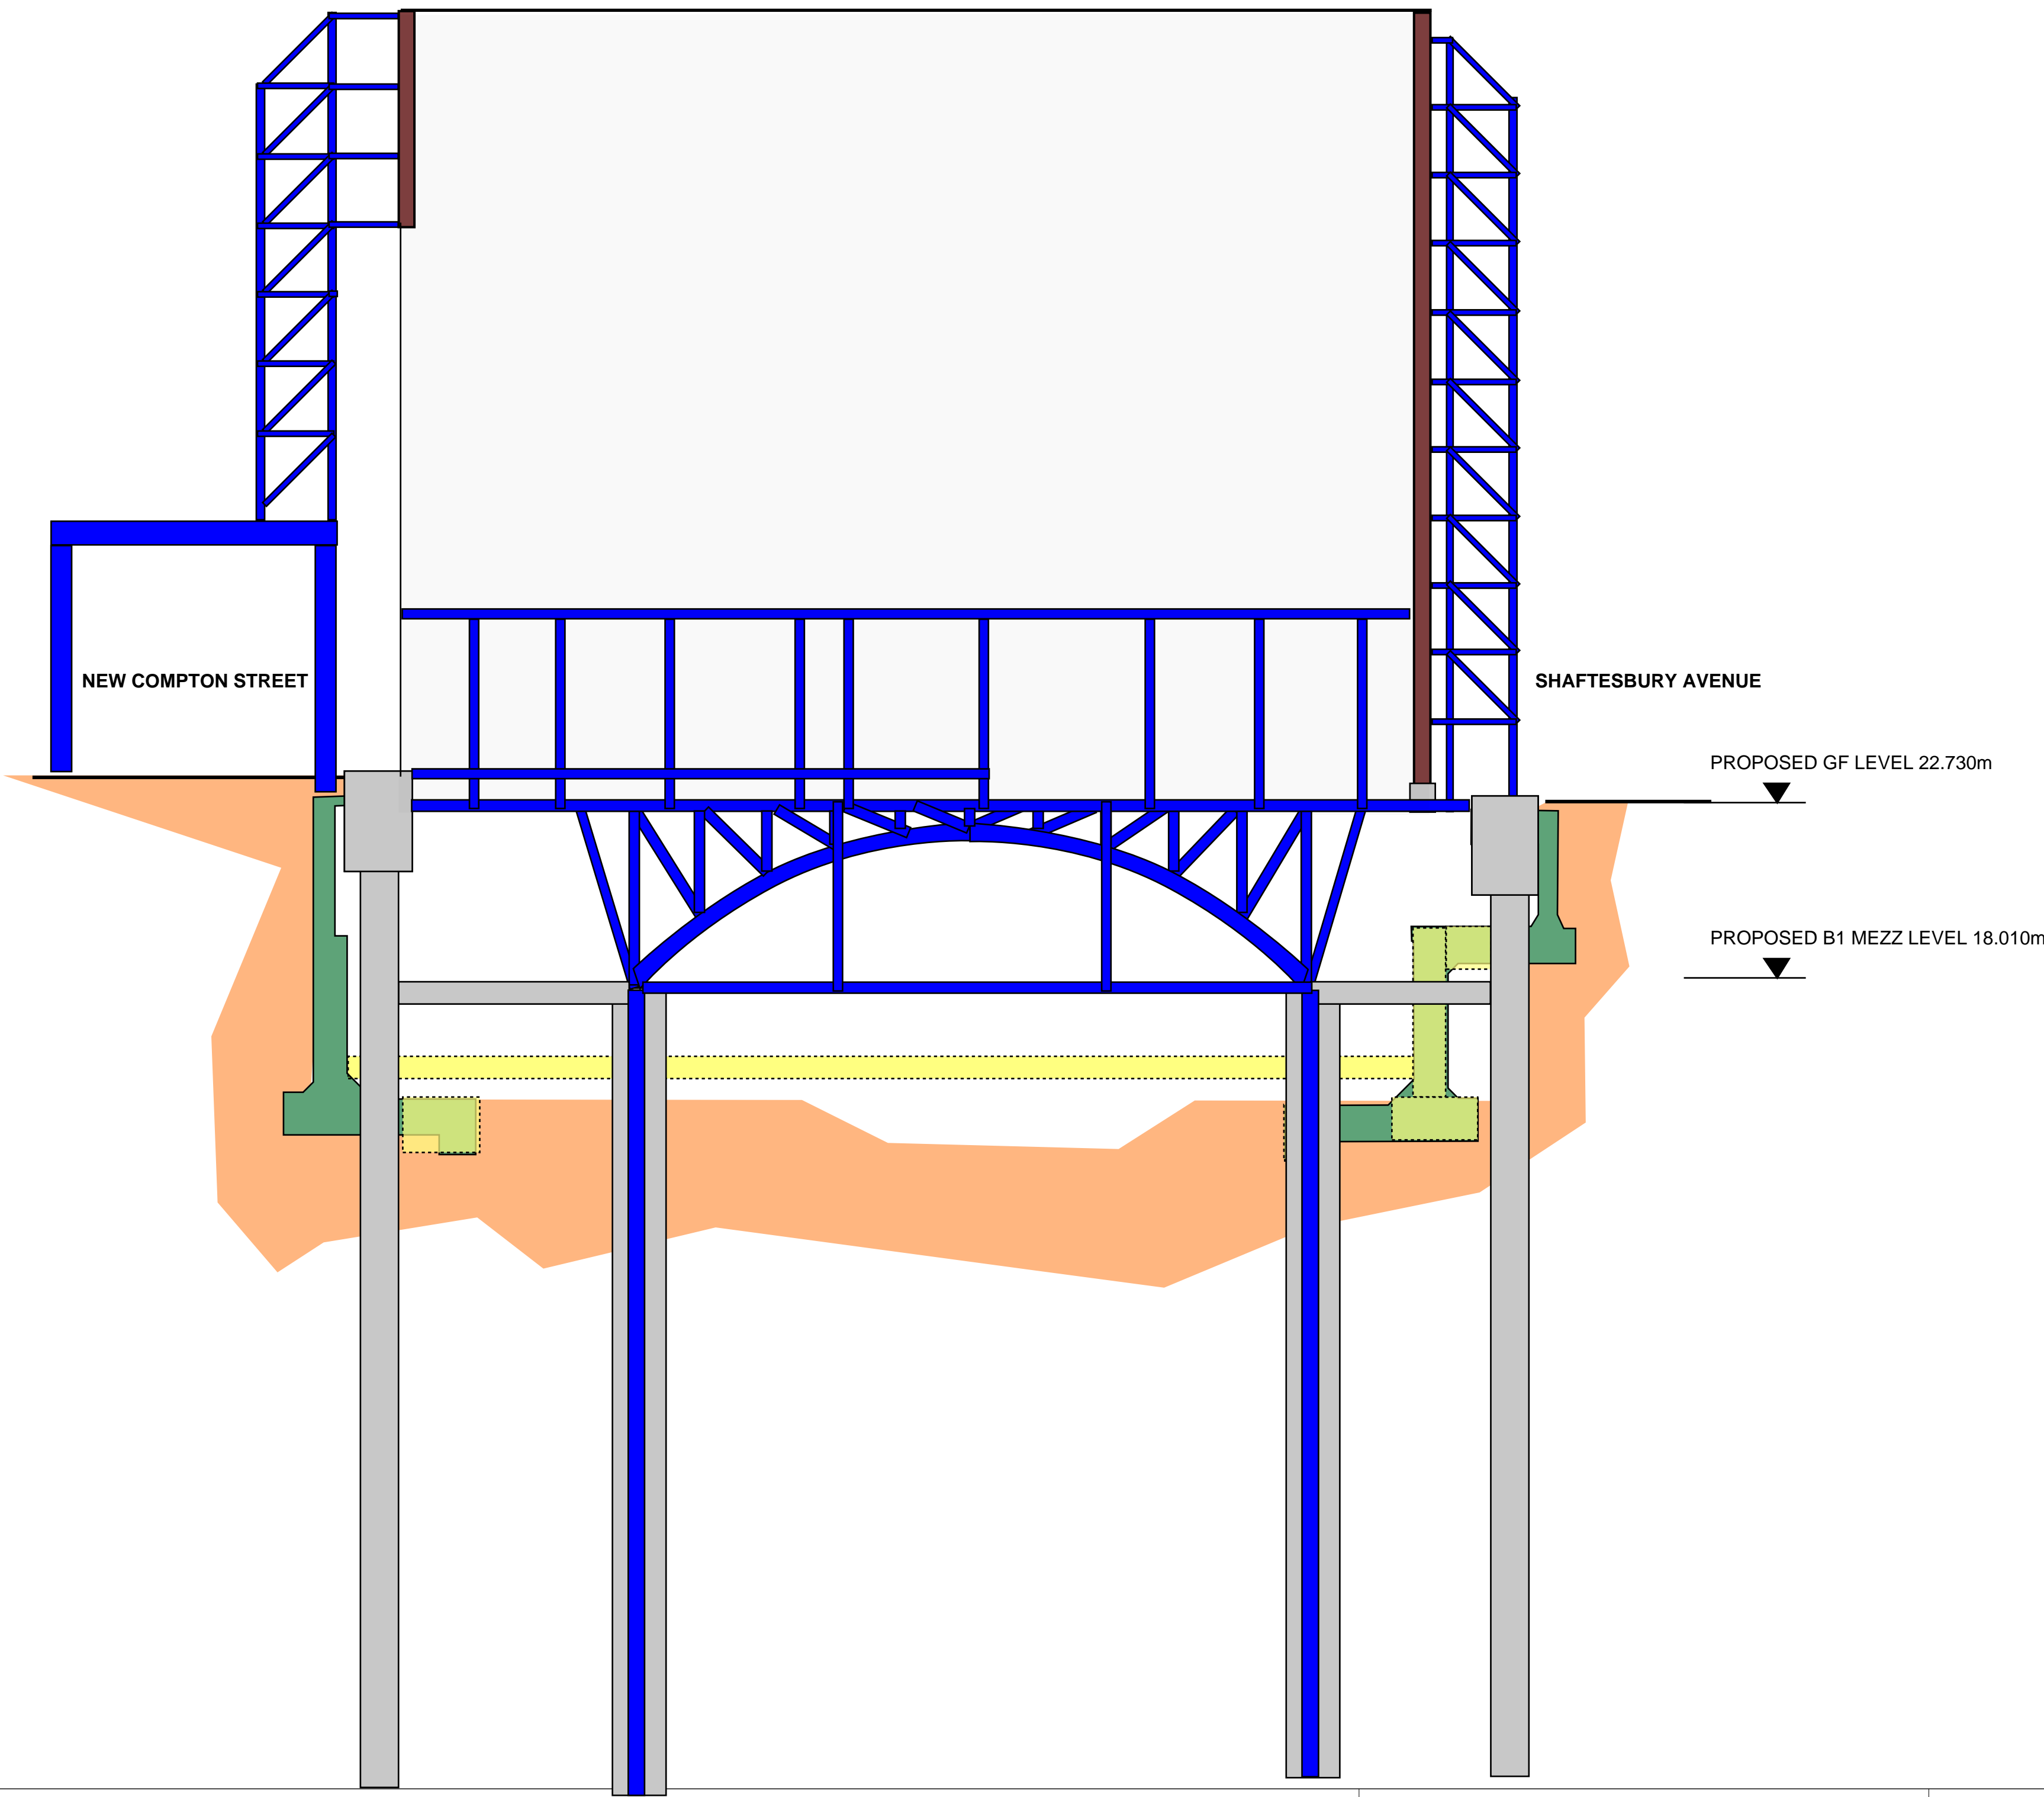 NEW COMPTON STREET
SHAFTESBURY AVENUE
PROPOSED GF LEVEL 22.730m
PROPOSED B1 MEZZ LEVEL 18.010m